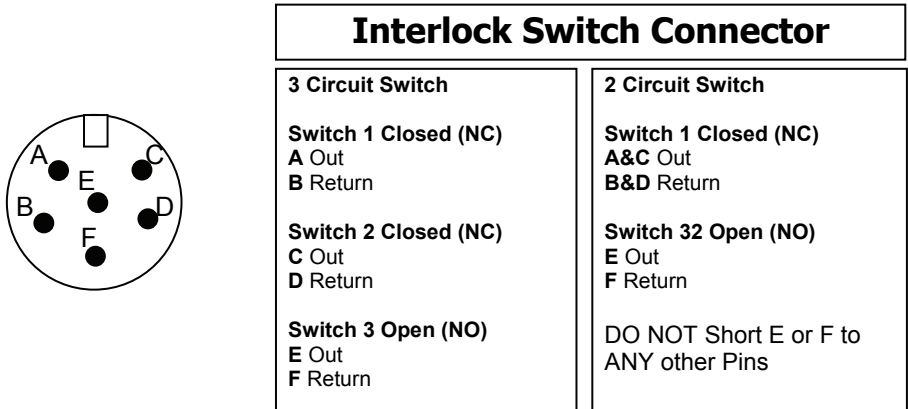 Interlock Switch Connector
A
C
E
B
D
F
3 Circuit Switch
Switch 1 Closed (NC)
A Out
B Return
Switch 2 Closed (NC)
C Out
D Return
Switch 3 Open (NO)
E Out
F Return
2 Circuit Switch
Switch 1 Closed (NC)
A&C Out
B&D Return
Switch 32 Open (NO)
E Out
F Return
DO NOT Short E or F to
ANY other Pins